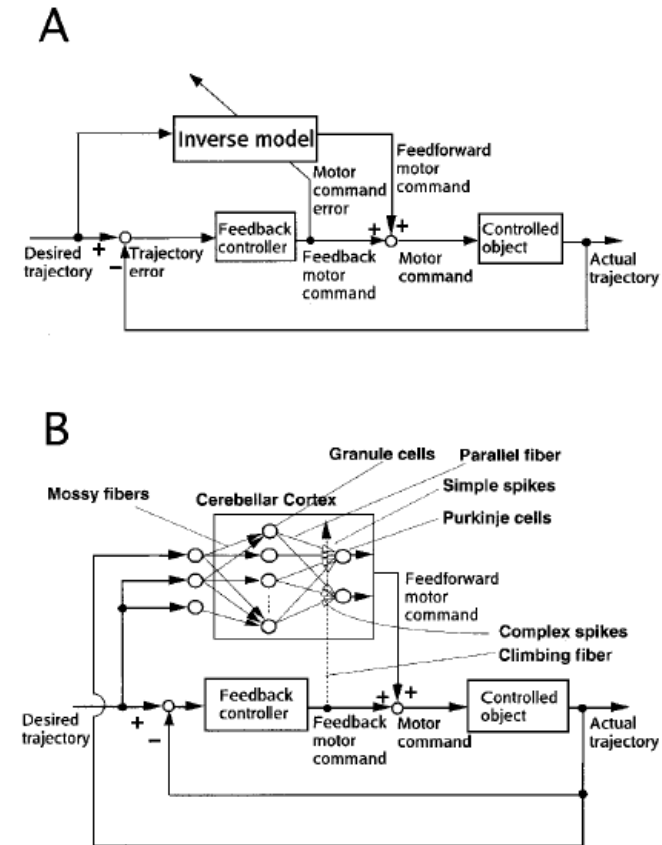 A
Inverse model
Feedforward
motor
command
Motor
command
error
Feedback
controller
Controlled
object
+ +
Desired
trajectory
+
−
Trajectory
error
+
Feedback
motor
command
Motor
command
Actual
trajectory
B
Granule cells
Parallel fiber
Mossy fibers
Cerebellar Cortex
Simple spikes
Purkinje cells
Feedforward
motor
command
Complex spikes
Climbing fiber
Feedback
controller
Controlled
object
+ +
Desired
trajectory
+
−
Feedback
motor
command
Motor
command
Actual
trajectory